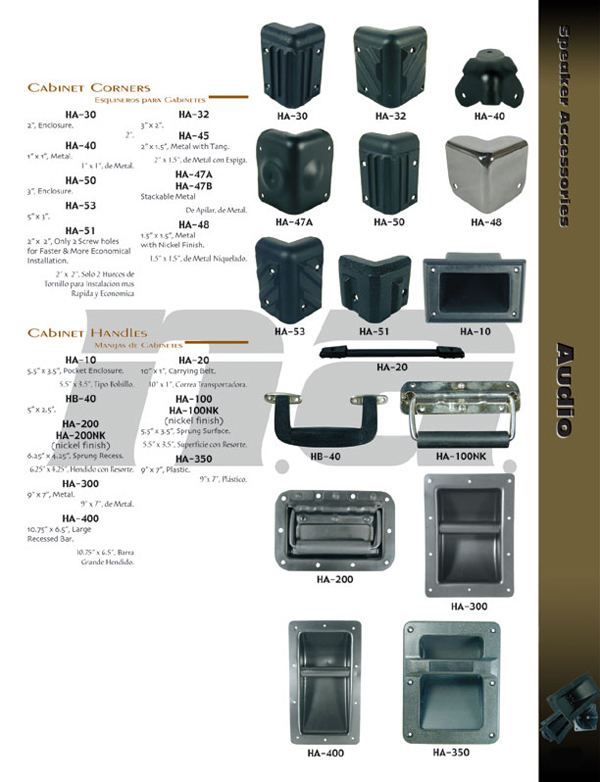 Cabinet Corners
Esquineros para Gabinetes
HA-30
2", Enclosure.
2".
HA-40
1" x 1", Metal.
1" x 1", de Metal.
HA-50
3", Enclosure.
HA-53
5" x 3".
HA-51
2" x 2", Only 2 Screw holes
for Faster & More Economical
Installation.
2" x 2", Solo 2 Huecos de
Tornillo para Instalacion mas
Rapida y Economica
HA-32
3" x 2".
HA-45
2" x 1.5", Metal with Tang.
2" x 1.5", de Metal con Espiga.
HA-47A
HA-47B
Stackable Metal
De Apilar, de Metal.
HA-48
1.5" x 1.5", Metal
with Nickel Finish.
1.5" x 1.5", de Metal Niquelado.
Cabinet Handles
Manijas de Gabinetes
HA-10
5.5" x 3.5", Pocket Enclosure.
5.5" x 3.5", Tipo Bolsillo.
HB-40
5" x 2.5".
HA-200
HA-200NK
(nickel finish)
6.25" x 4.25", Sprung Recess.
6.25" x 4.25", Hendido con Resorte.
HA-300
9" x 7", Metal.
9" x 7", de Metal.
HA-400
10.75" x 6.5", Large
Recessed Bar.
10.75" x 6.5", Barra
Grande Hendido.
HA-20
10" x 1", Carrying Belt.
10" x 1", Correa Transportadora.
HA-100
HA-100NK
(nickel finish)
5.5" x 3.5", Sprung Surface.
5.5" x 3.5", Superficie con Resorte.
HA-350
9" x 7", Plastic.
9" x 7", Plástico.
HA-30
HA-32
HA-40
HA-47A
HA-50
HA-48
HA-53
HA-51
HA-10
HA-20
HB-40
HA-100NK
HA-200
HA-300
HA-400
HA-350
Speaker Accessories
Audio
n.a.